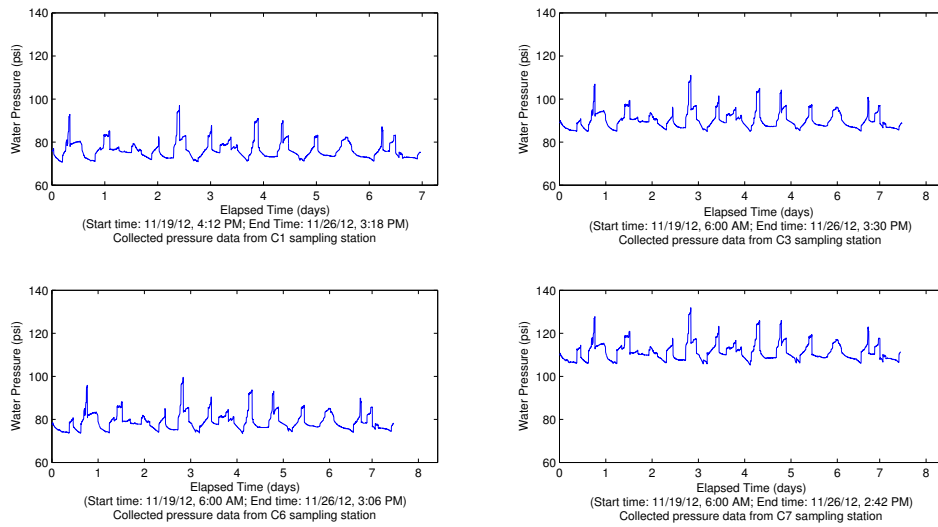 140
120
100
80
60
Water Pressure (psi)
0 1 2 3 4 5 6 7
Elapsed Time (days)
(Start time: 11/19/12, 4:12 PM; End Time: 11/26/12, 3:18 PM)
Collected pressure data from C1 sampling station
140
120
100
80
60
Water Pressure (psi)
0 1 2 3 4 5 6 7 8
Elapsed Time (days)
(Start time: 11/19/12, 6:00 AM; End time: 11/26/12, 3:30 PM)
Collected pressure data from C3 sampling station
140
120
100
80
60
Water Pressure (psi)
0 1 2 3 4 5 6 7 8
Elapsed Time (days)
(Start time: 11/19/12, 6:00 AM; End time: 11/26/12, 3:06 PM)
Collected pressure data from C6 sampling station
140
120
100
80
60
Water Pressure (psi)
0 1 2 3 4 5 6 7 8
Elapsed Time (days)
(Start time: 11/19/12, 6:00 AM; End time: 11/26/12, 2:42 PM)
Collected pressure data from C7 sampling station